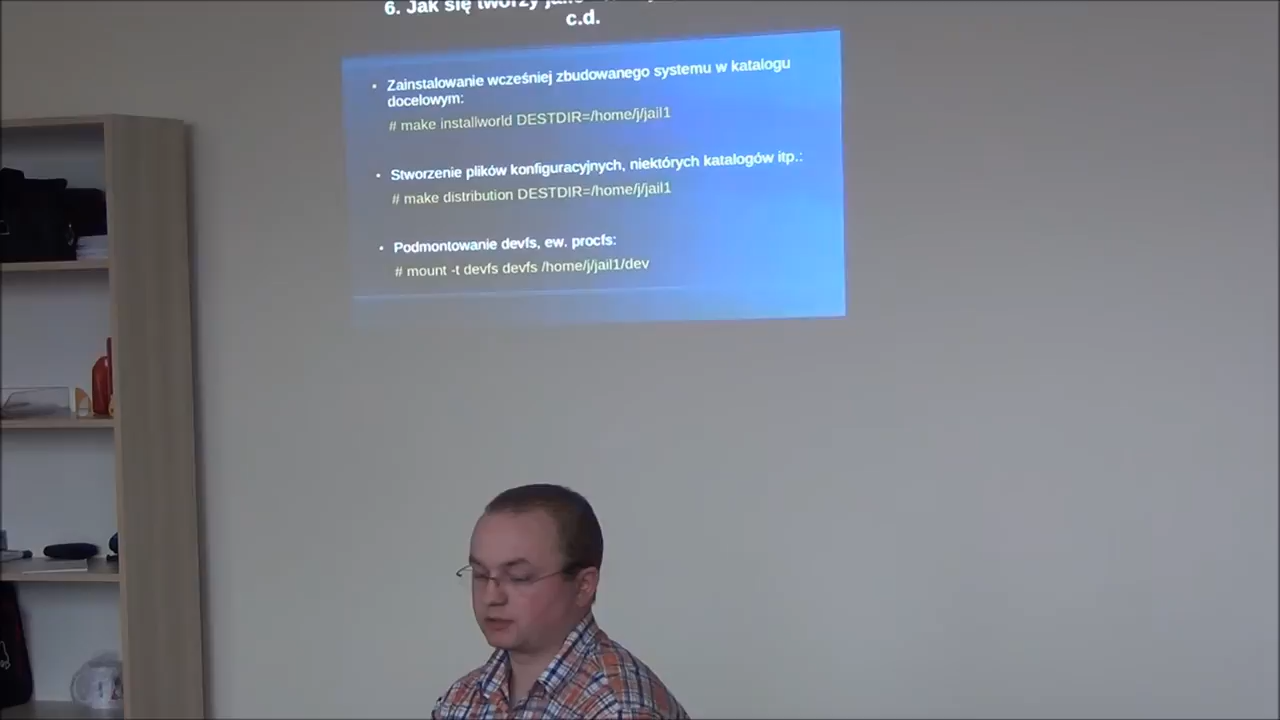 6. Jak się tworzy
c.d.
• Zainstalowanie wcześniej zbudowanego systemu w katalogu
docelowym:
# make installworld DESTDIR=/home/j/jail1
• Stworzenie plików konfiguracyjnych, niektórych katalogów itp.:
# make distribution DESTDIR=/home/j/jail1
• Podmontowanie devfs, ew. procfs:
# mount -t devfs devfs /home/j/jail1/dev